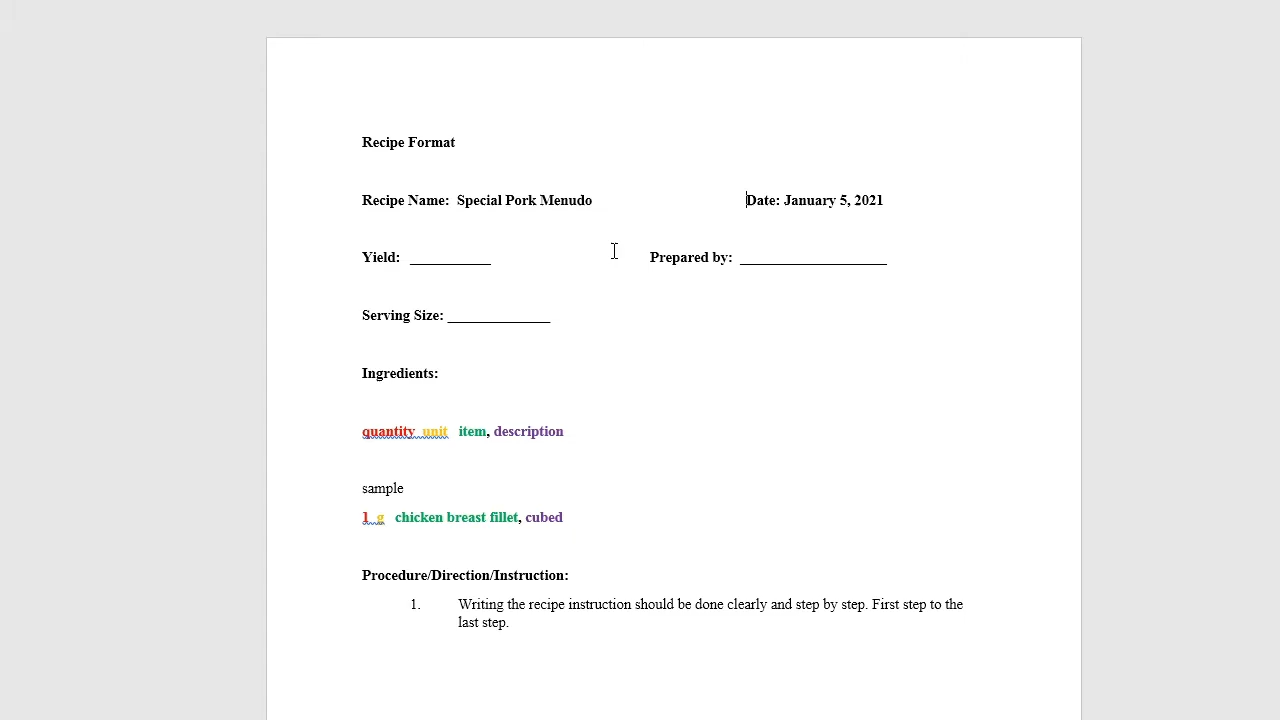 Recipe Format
Recipe Name: Special Pork Menudo Date: January 5, 2021
Yield: ___________ Prepared by: ____________________
Serving Size: ______________
Ingredients:
quantity unit item, description
sample
1 g chicken breast fillet, cubed
Procedure/Direction/Instruction:
1. Writing the recipe instruction should be done clearly and step by step. First step to the
last step.